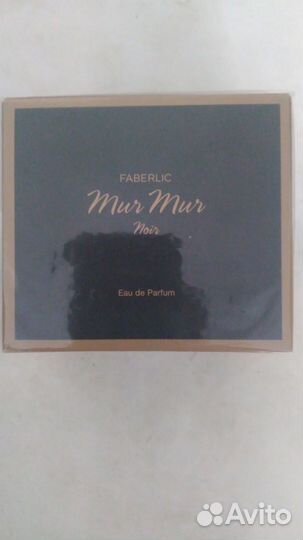 FABERLIC
Mur Mur
Noir
Eau de Parfum
Avito